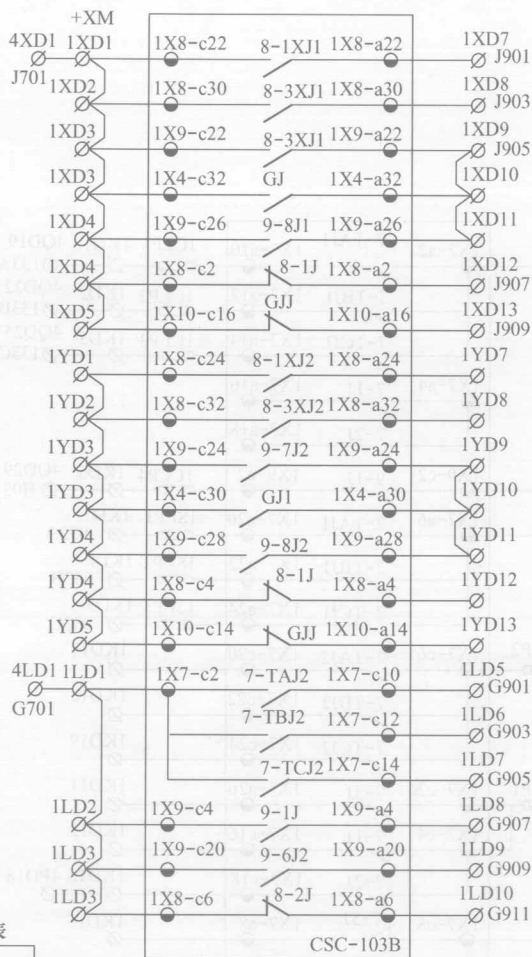 +XM
4XD1 1XD1 1X8-c22 8-1XJ1 1X8-a22 1XD7
J701 J901
1XD2 1X8-c30 8-3XJ1 1X8-a30 1XD8
J903
1XD3 1X9-c22 8-3XJ1 1X9-a22 1XD9
J905
1XD3 1X4-c32 GJ 1X4-a32 1XD10
1XD4 1X9-c26 9-8J1 1X9-a26 1XD11
1XD4 1X8-c2 8-1J 1X8-a2 1XD12
J907
1XD5 1X10-c16 GJJ 1X10-a16 1XD13
J909
1YD1 1X8-c24 8-1XJ2 1X8-a24 1YD7
1YD2 1X8-c32 8-3XJ2 1X8-a32 1YD8
1YD3 1X9-c24 9-7J2 1X9-a24 1YD9
1YD3 1X4-c30 GJ1 1X4-a30 1YD10
1YD4 1X9-c28 9-8J2 1X9-a28 1YD11
1YD4 1X8-c4 8-1J 1X8-a4 1YD12
1YD5 1X10-c14 GJJ 1X10-a14 1YD13
4LD1 1LD1 1X7-c2 7-TAJ2 1X7-c10 1LD5
G701 G901
7-TBJ2 1X7-c12 1LD6
G903
7-TCJ2 1X7-c14 1LD7
G905
1LD2 1X9-c4 9-1J 1X9-a4 1LD8
G907
1LD3 1X9-c20 9-6J2 1X9-a20 1LD9
G909
1LD3 1X8-c6 8-2J 1X8-a6 1LD10
G911
CSC-103B